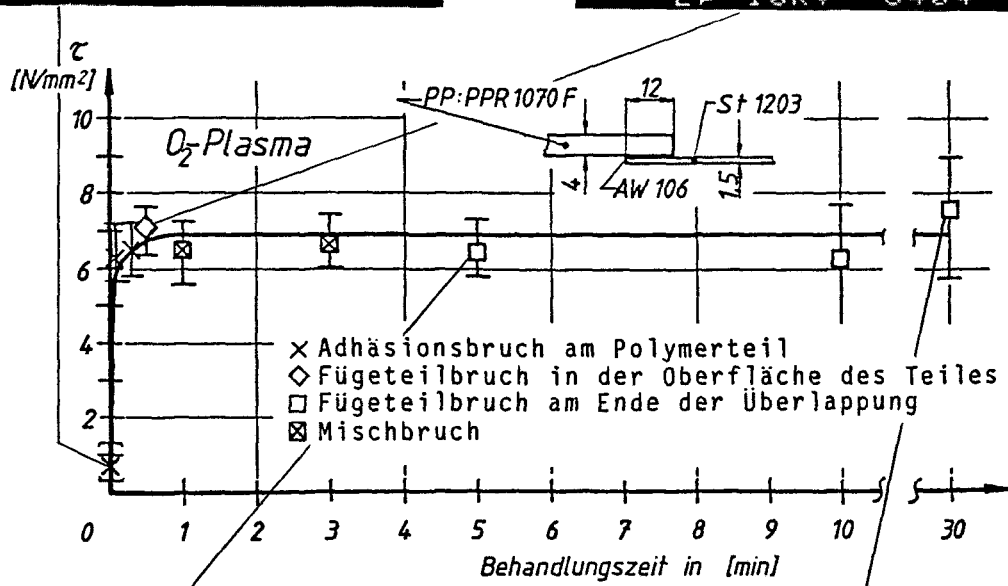 τ
[N/mm²]
10
8
6
4
2
0
O₂-Plasma
PP:PPR 1070 F
12
St 1203
4
AW 106
1.5
× Adhäsionsbruch am Polymerteil
◇ Fügeteilbruch in der Oberfläche des Teiles
□ Fügeteilbruch am Ende der Überlappung
⊠ Mischbruch
1 2 3 4 5 6 7 8 9 10 30
Behandlungszeit in [min]